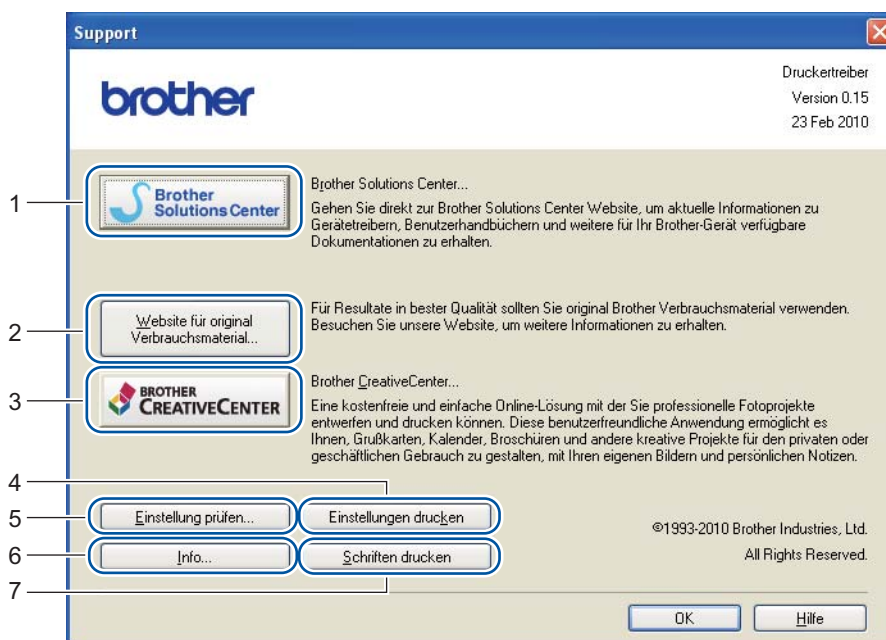 Support
brother
Druckertreiber
Version 0.15
23 Feb 2010
1
Brother
Solutions Center
Brother Solutions Center...
Gehen Sie direkt zur Brother Solutions Center Website, um aktuelle Informationen zu
Gerätetreibern, Benutzerhandbüchern und weitere für Ihr Brother-Gerät verfügbare
Dokumentationen zu erhalten.
2
Website für original
Verbrauchsmaterial...
Für Resultate in bester Qualität sollten Sie original Brother Verbrauchsmaterial verwenden.
Besuchen Sie unsere Website, um weitere Informationen zu erhalten.
3
BROTHER
CREATIVECENTER
Brother CreativeCenter...
Eine kostenfreie und einfache Online-Lösung mit der Sie professionelle Fotoprojekte
entwerfen und drucken können. Diese benutzerfreundliche Anwendung ermöglicht es
Ihnen, Grußkarten, Kalender, Broschüren und andere kreative Projekte für den privaten oder
geschäftlichen Gebrauch zu gestalten, mit Ihren eigenen Bildern und persönlichen Notizen.
4
5
Einstellung prüfen...
Einstellungen drucken
©1993-2010 Brother Industries, Ltd.
6
Info...
Schriften drucken
All Rights Reserved.
7
OK
Hilfe